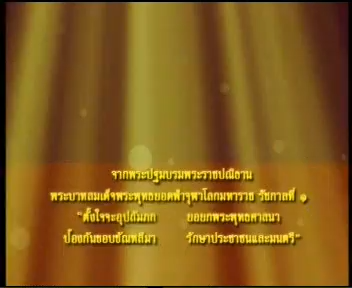 จากพระปฐมบรมพระราชปณิธาน
พระบาทสมเด็จพระพุทธยอดฟ้าจุฬาโลกมหาราช รัชกาลที่ ๑
"ตั้งใจจะอุปถัมภก ยอยกพระพุทธศาสนา
ป้องกันขอบขัณฑสีมา รักษาประชาชนและมนตรี"